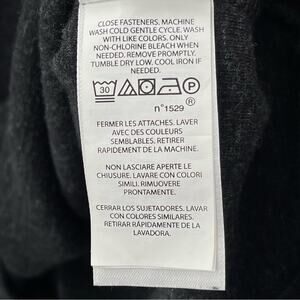 CLOSE FASTENERS. MACHINE
WASH COLD GENTLE CYCLE. WASH
WITH LIKE COLORS. ONLY
NON-CHLORINE BLEACH WHEN
NEEDED. REMOVE PROMPTLY.
TUMBLE DRY LOW. COOL IRON IF
NEEDED.
30 P
n°1529 ®
FERMER LES ATTACHES. LAVER
AVEC DES COULEURS
SEMBLABLES. RETIRER
RAPIDEMENT DE LA MACHINE.
NON LASCIARE APERTE LE
CHIUSURE. LAVARE CON COLORI
SIMILI. RIMUOVERE
PRONTAMENTE.
CERRAR LOS SUJETADORES. LAVAR
CON COLORES SIMILARES.
RETIRAR RÁPIDAMENTE DE LA
LAVADORA.